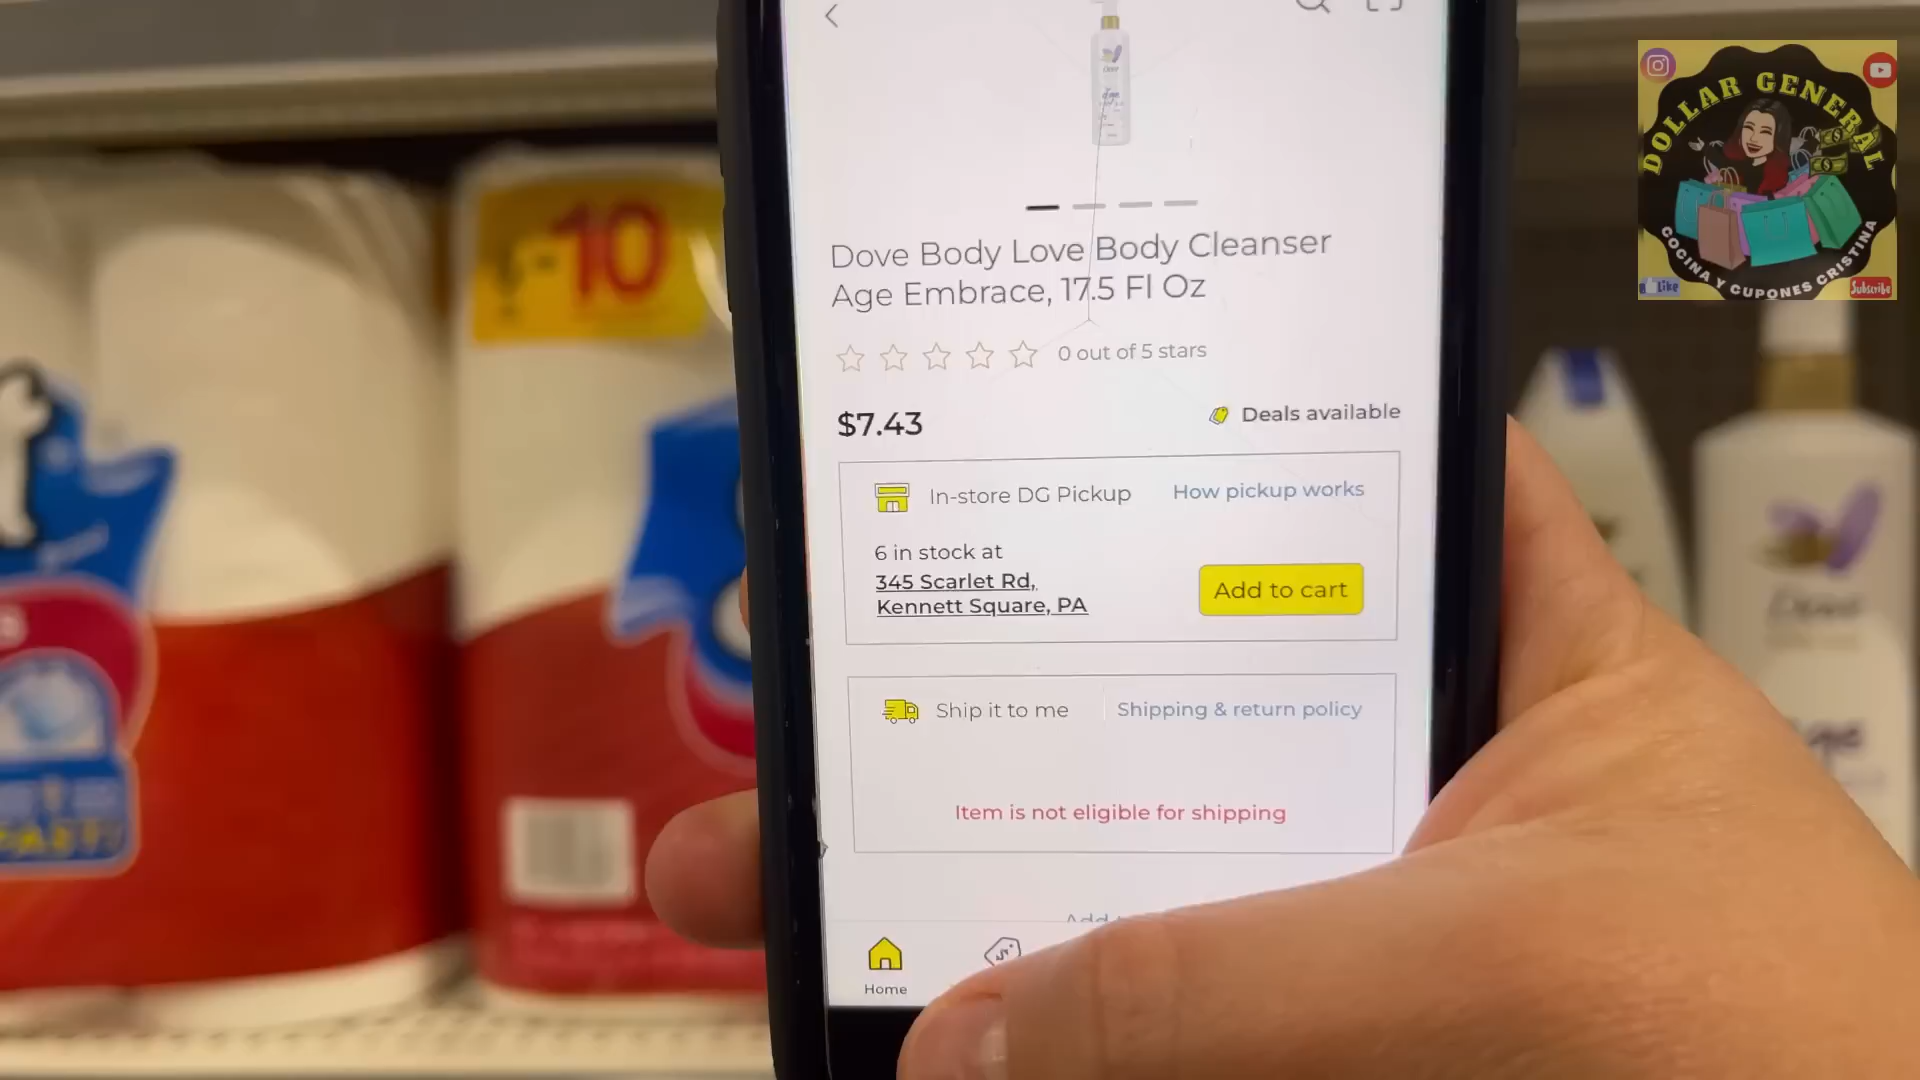 DOLLAR GENERAL
COCINA Y CUPONES CRISTINA
Like
Subscribe
-10
Dove
Dove Body Love Body Cleanser
Age Embrace, 17.5 Fl Oz
0 out of 5 stars
$7.43
Deals available
In-store DG Pickup
How pickup works
6 in stock at
345 Scarlet Rd,
Kennett Square, PA
Add to cart
Ship it to me
Shipping & return policy
Item is not eligible for shipping
Add
Home
Dove